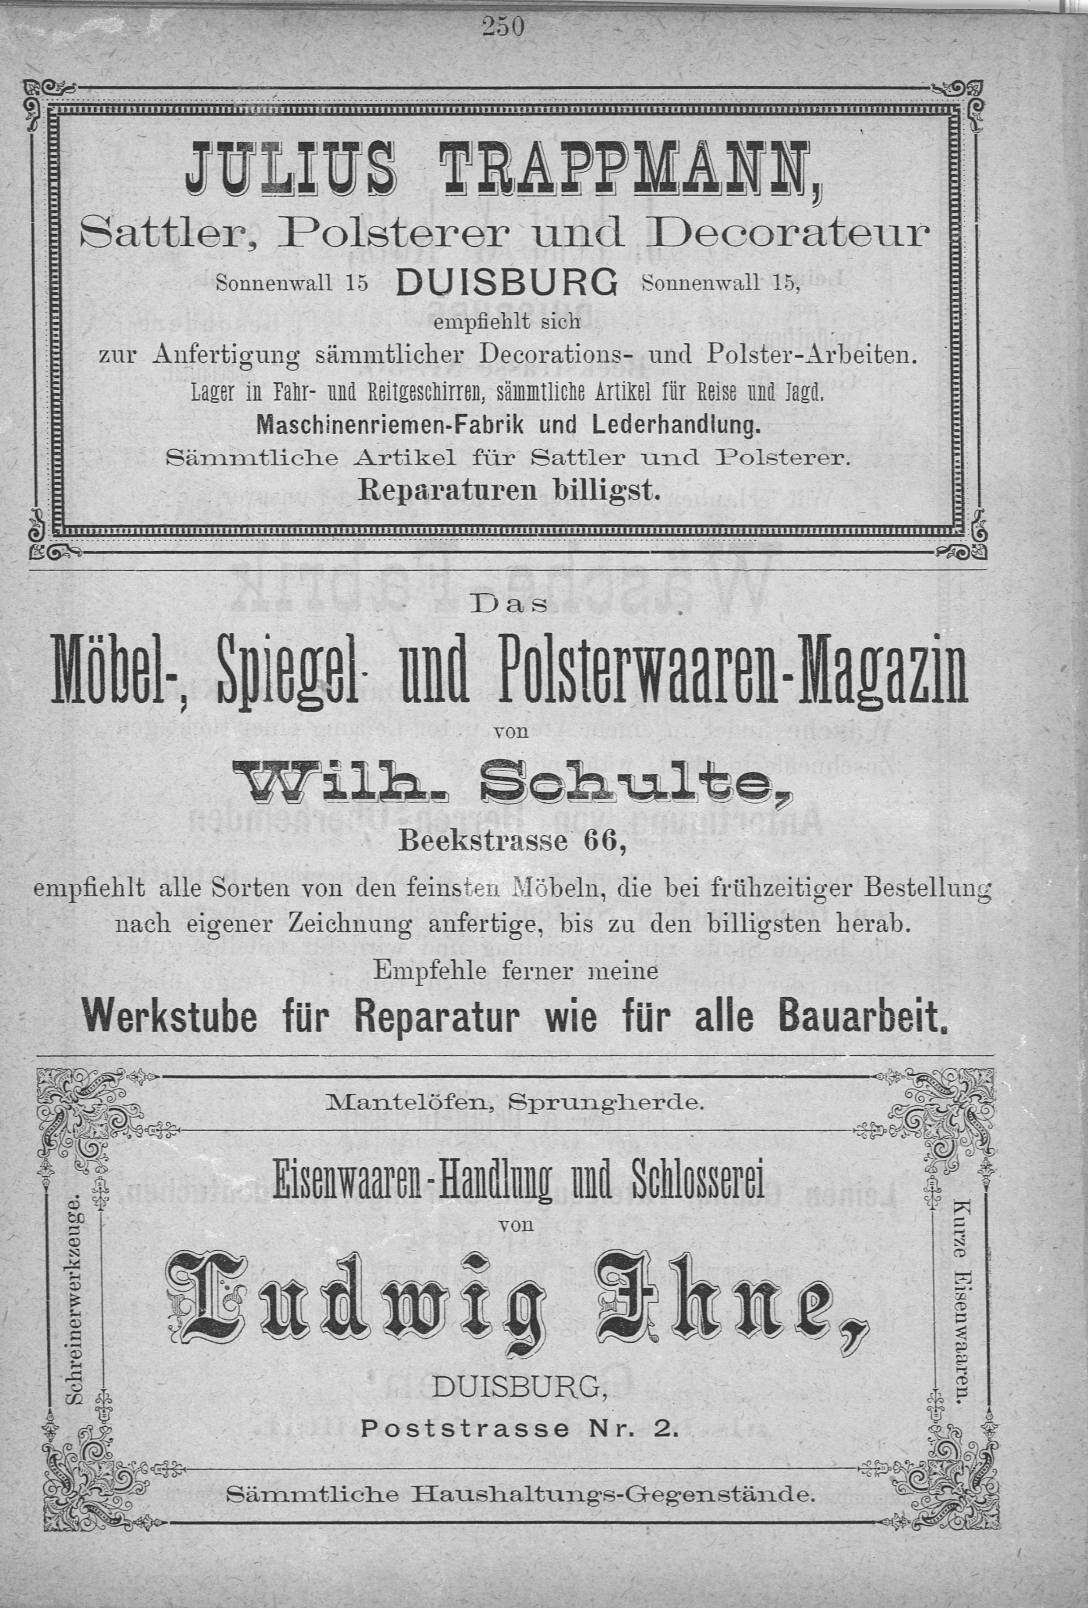 250
JULIUS TRAPPMANN,
Sattler, Polsterer und Decorateur
Sonnenwall 15 DUISBURG Sonnenwall 15,
empfiehlt sich
zur Anfertigung sämmtlicher Decorations- und Polster-Arbeiten.
Lager in Fahr- und Reitgeschirren, sämmtliche Artikel für Reise und Jagd.
Maschinenriemen-Fabrik und Lederhandlung.
Sämmtliche Artikel für Sattler und Polsterer.
Reparaturen billigst.
Das
Möbel-, Spiegel- und Polsterwaaren-Magazin
von
Wilh. Schulte,
Beekstrasse 66,
empfiehlt alle Sorten von den feinsten Möbeln, die bei frühzeitiger Bestellung
nach eigener Zeichnung anfertige, bis zu den billigsten herab.
Empfehle ferner meine
Werkstube für Reparatur wie für alle Bauarbeit.
Mantelöfen, Sprungherde.
Schreinerwerkzeuge.
Eisenwaaren-Handlung und Schlosserei
von
Ludwig Ihne,
DUISBURG,
Poststrasse Nr. 2.
Kurze Eisenwaaren.
Sämmtliche Haushaltungs-Gegenstände.